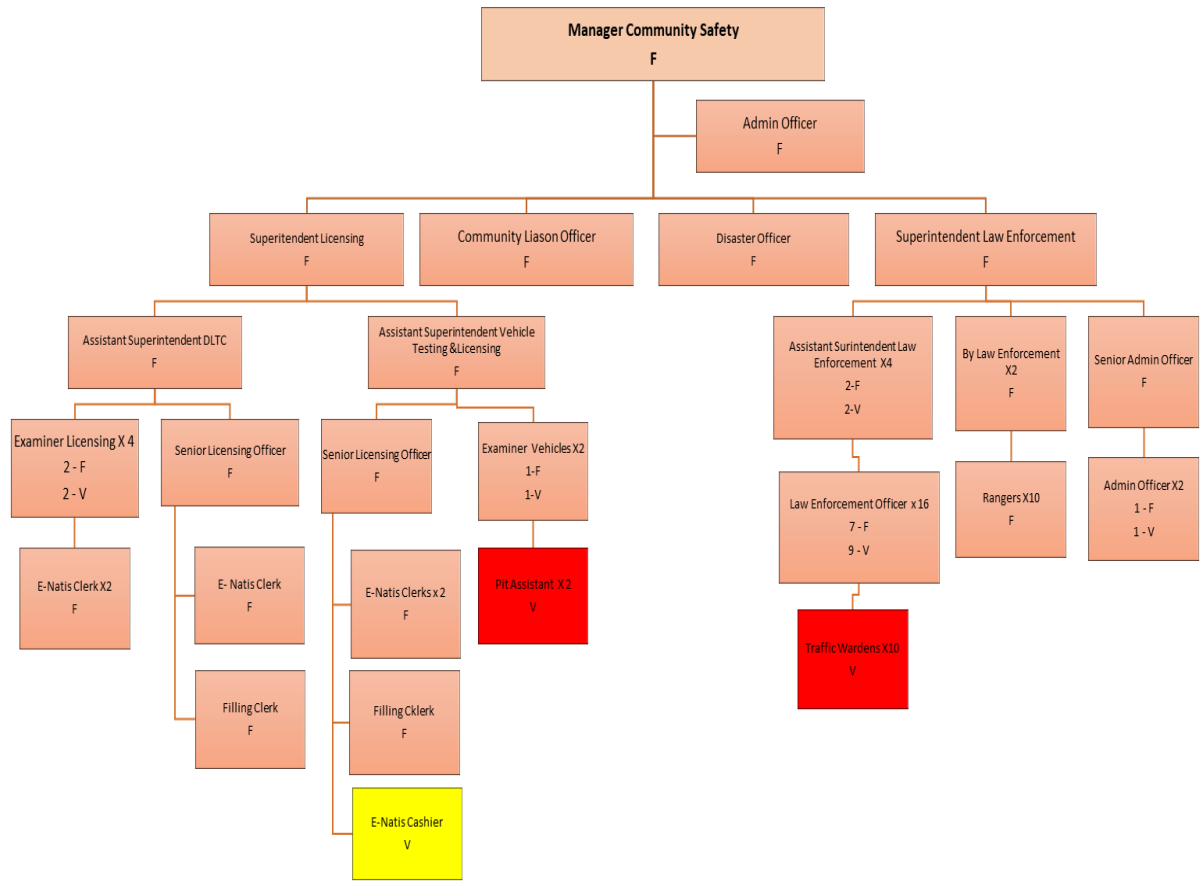 Manager Community Safety
F
Admin Officer
F
Superitendent Licensing
F
Community Liason Officer
F
Disaster Officer
F
Superintendent Law Enforcement
F
Assistant Superintendent DLTC
F
Assistant Superintendent Vehicle
Testing &Licensing
F
Assistant Surintendent Law
Enforcement X4
2-F
2-V
By Law Enforcement
X2
F
Senior Admin Officer
F
Examiner Licensing X 4
2 - F
2 - V
Senior Licensing Officer
F
Senior Licensing Officer
F
Examiner Vehicles X2
1-F
1-V
Law Enforcement Officer x 16
7 - F
9 - V
Rangers X10
F
Admin Officer X2
1 - F
1 - V
E-Natis Clerk X2
F
E- Natis Clerk
F
E-Natis Clerks x 2
F
Pit Assistant X 2
V
Traffic Wardens X10
V
Filling Clerk
F
Filling Cklerk
F
E-Natis Cashier
V